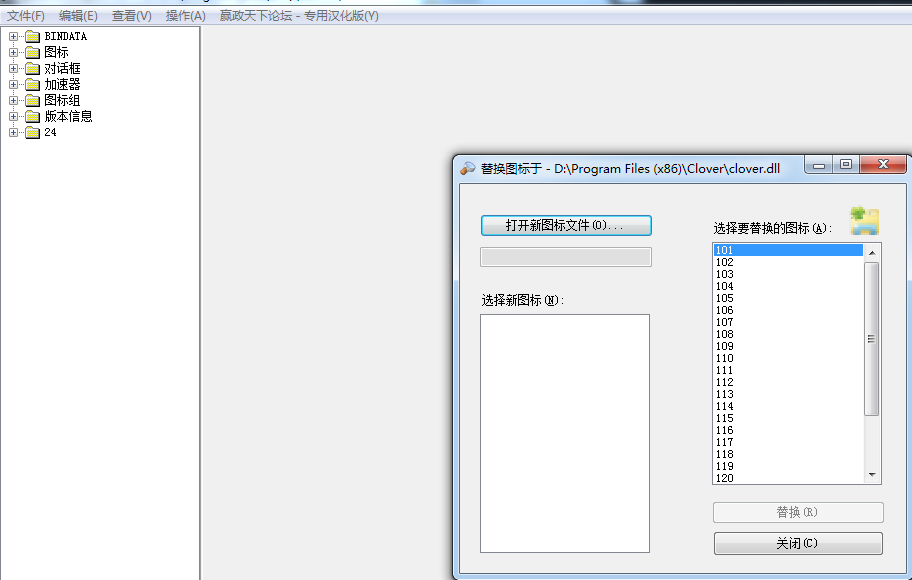 文件(F) 编辑(E) 查看(V) 操作(A) 嬴政天下论坛 - 专用汉化版(Y)
BINDATA
图标
对话框
加速器
图标组
版本信息
24
替换图标于 - D:\Program Files (x86)\Clover\clover.dll
打开新图标文件(O)...
选择新图标(N):
选择要替换的图标(A):
101
102
103
104
105
106
107
108
109
110
111
112
113
114
115
116
117
118
119
120
替换(R)
关闭(C)